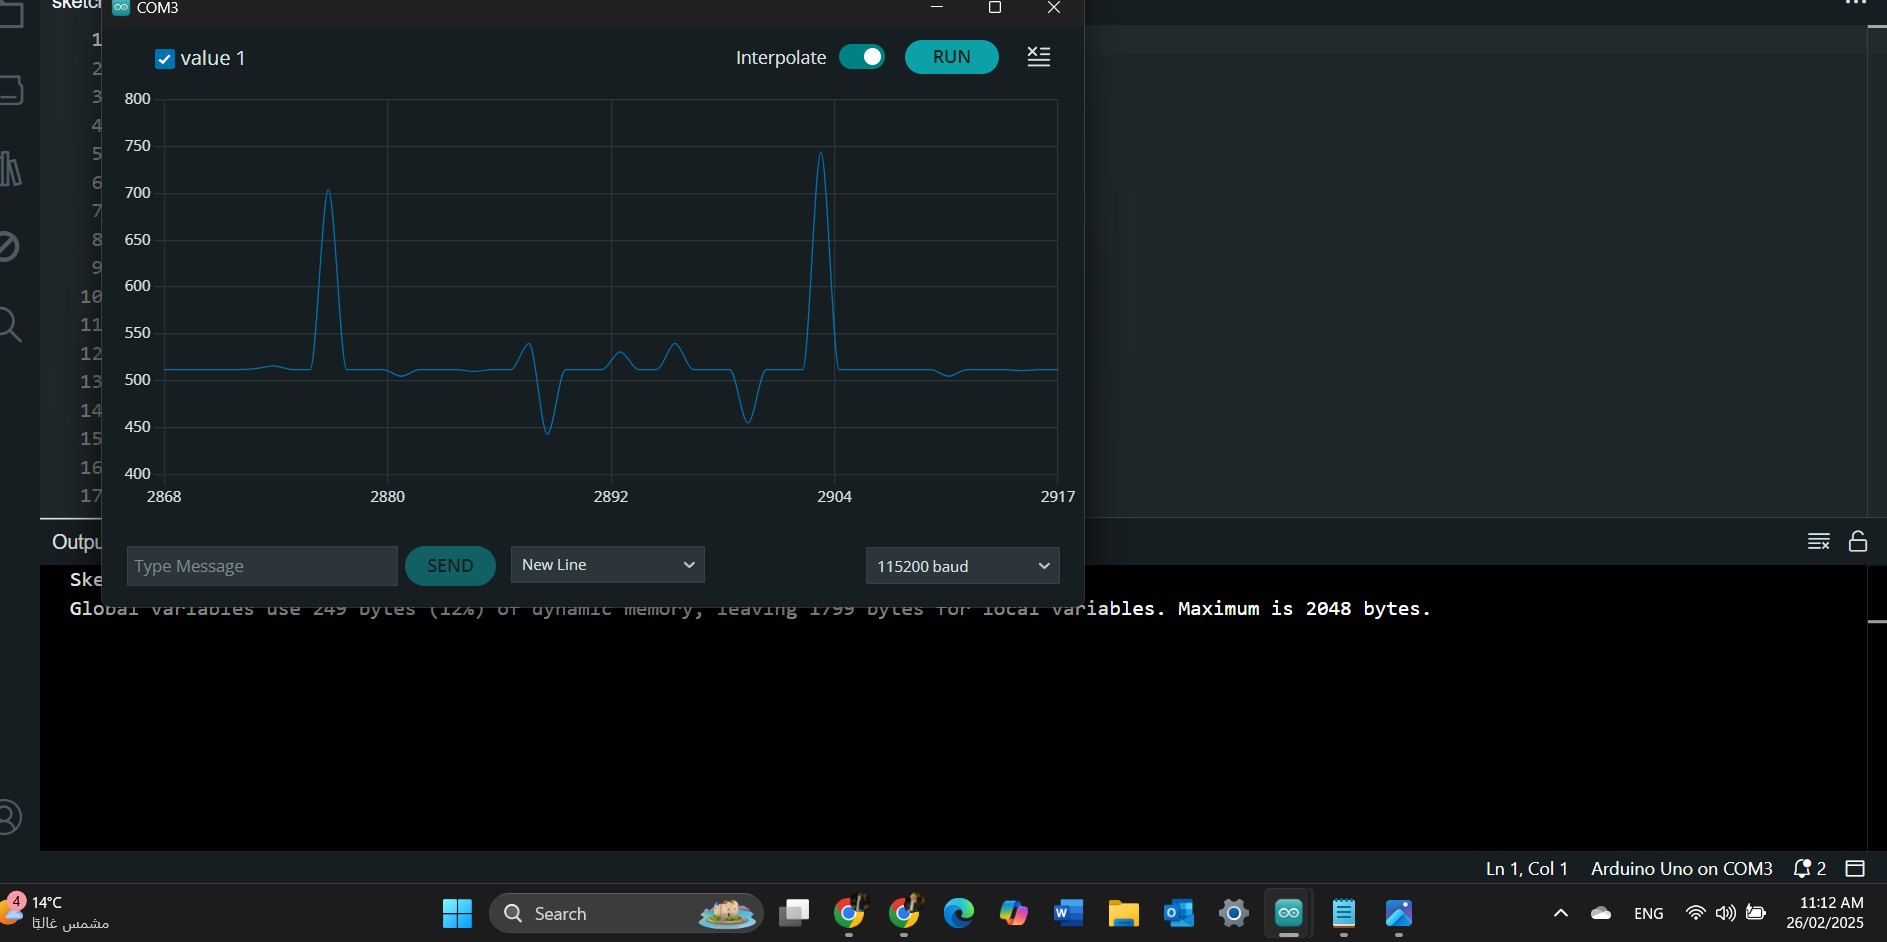 COM3
1
2
3
4
5
6
7
8
9
10
11
12
13
14
15
16
17
value 1
Interpolate
RUN
800
750
700
650
600
550
500
450
400
2868
2880
2892
2904
2917
Type Message
SEND
New Line
115200 baud
Outpu
Ske
Global variables use 249 bytes (12%) of dynamic memory, leaving 1799 bytes for local variables. Maximum is 2048 bytes.
Ln 1, Col 1
Arduino Uno on COM3
2
4
14°C
مشمس غالبًا
Search
ENG
11:12 AM
26/02/2025